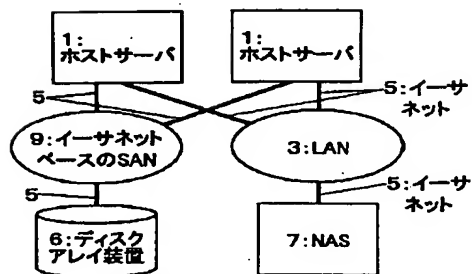 1:
ホストサーバ
1:
ホストサーバ
5
5:イーサ
ネット
9:イーサネット
ベースのSAN
3:LAN
5
5:イーサ
ネット
6:ディスク
アレイ装置
7:NAS